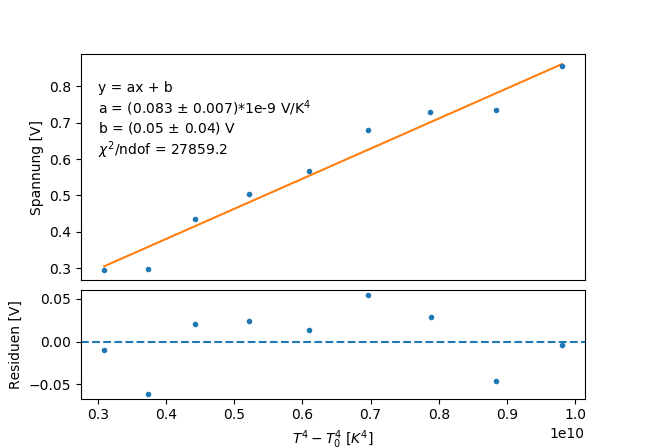 y = ax + b
a = (0.083 ± 0.007)*1e-9 V/K⁴
b = (0.05 ± 0.04) V
χ²/ndof = 27859.2
Spannung [V]
0.8
0.7
0.6
0.5
0.4
0.3
Residuen [V]
0.05
0.00
−0.05
0.3 0.4 0.5 0.6 0.7 0.8 0.9 1.0
1e10
T⁴ − T₀⁴ [K⁴]